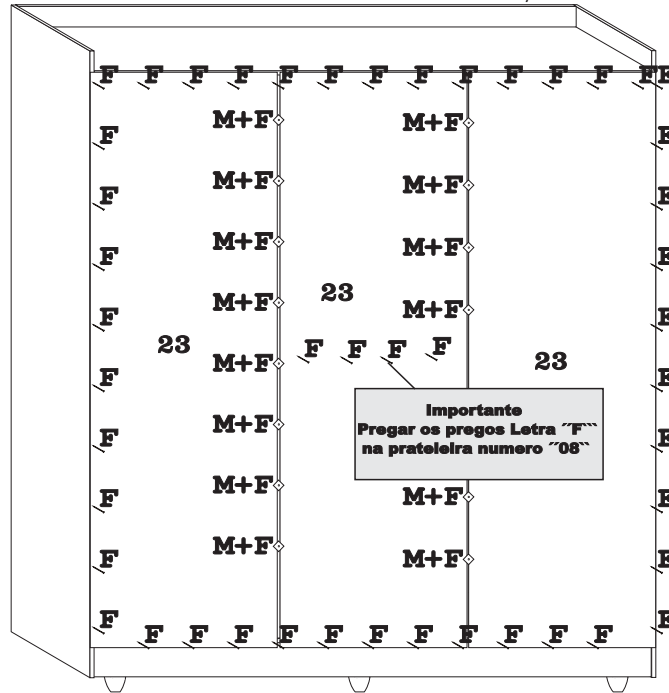 F F F F F F F F F F F F F F
M+F M+F
F F
M+F M+F
F F
M+F M+F
F F
23
M+F M+F
F F
23
F F F F
M+F
23
F F
Importante
Pregar os pregos Letra ´´F```
na prateleira numero ´´08``
M+F
F F
M+F M+F
F F
M+F M+F
F F
F F
F F F F F F F F F F F